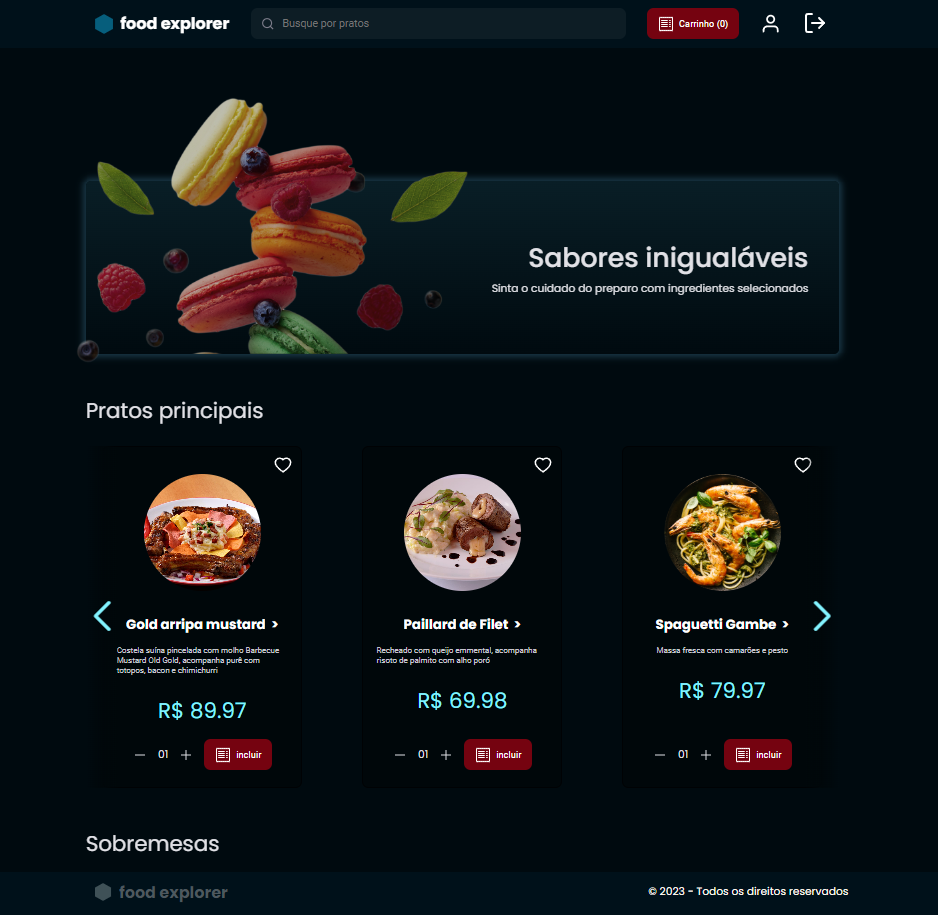 food explorer
Busque por pratos
Carrinho (0)
Sabores inigualáveis
Sinta o cuidado do preparo com ingredientes selecionados
Pratos principais
Gold arripa mustard >
Costela suína pincelada com molho Barbecue
Mustard Old Gold, acompanha purê com
totopos, bacon e chimichurri
R$ 89.97
01
incluir
Paillard de Filet >
Recheado com queijo emmental, acompanha
risoto de palmito com alho poró
R$ 69.98
01
incluir
Spaguetti Gambe >
Massa fresca com camarões e pesto
R$ 79.97
01
incluir
Sobremesas
food explorer
© 2023 - Todos os direitos reservados